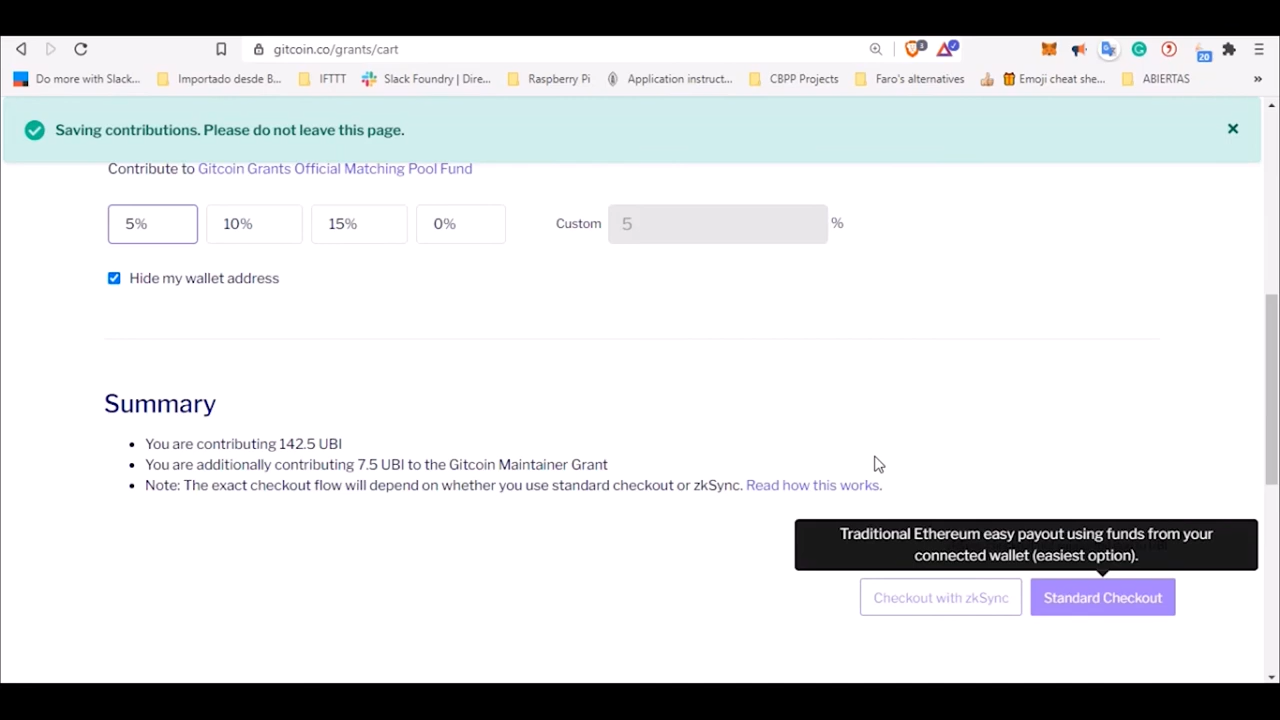 gitcoin.co/grants/cart
Do more with Slack... Importado desde B... IFTTT Slack Foundry | Dire... Raspberry Pi Application instruct... CBPP Projects Faro's alternatives Emoji cheat she... ABIERTAS »
20
Saving contributions. Please do not leave this page.
Contribute to Gitcoin Grants Official Matching Pool Fund
5% 10% 15% 0% Custom 5 %
Hide my wallet address
Summary
• You are contributing 142.5 UBI
• You are additionally contributing 7.5 UBI to the Gitcoin Maintainer Grant
• Note: The exact checkout flow will depend on whether you use standard checkout or zkSync. Read how this works.
Traditional Ethereum easy payout using funds from your
connected wallet (easiest option).
Checkout with zkSync Standard Checkout